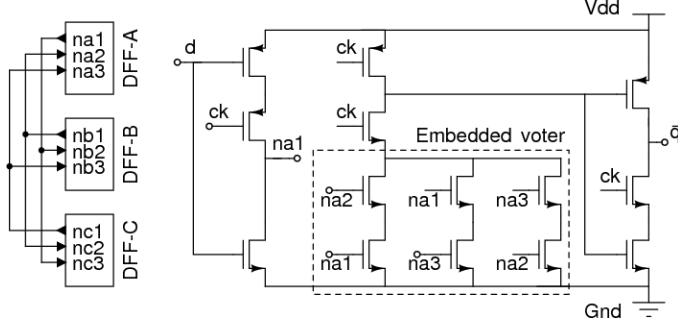 na1
na2
na3
DFF-A
nb1
nb2
nb3
DFF-B
nc1
nc2
nc3
DFF-C
Vdd
d
ck
ck
ck
na1
Embedded voter
q̄
ck
na2
na1
na3
na1
na3
na2
Gnd